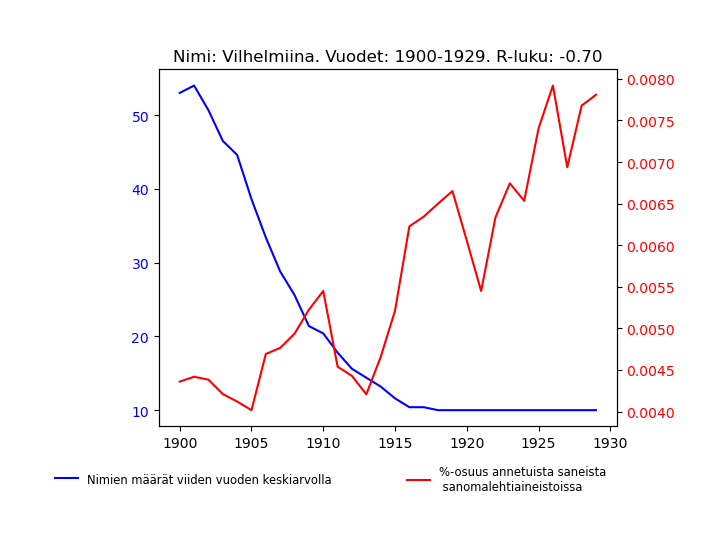 Nimi: Vilhelmiina. Vuodet: 1900-1929. R-luku: -0.70
50
40
30
20
10
0.0080
0.0075
0.0070
0.0065
0.0060
0.0055
0.0050
0.0045
0.0040
1900 1905 1910 1915 1920 1925 1930
Nimien määrät viiden vuoden keskiarvolla
%-osuus annetuista saneista
sanomalehtiaineistoissa